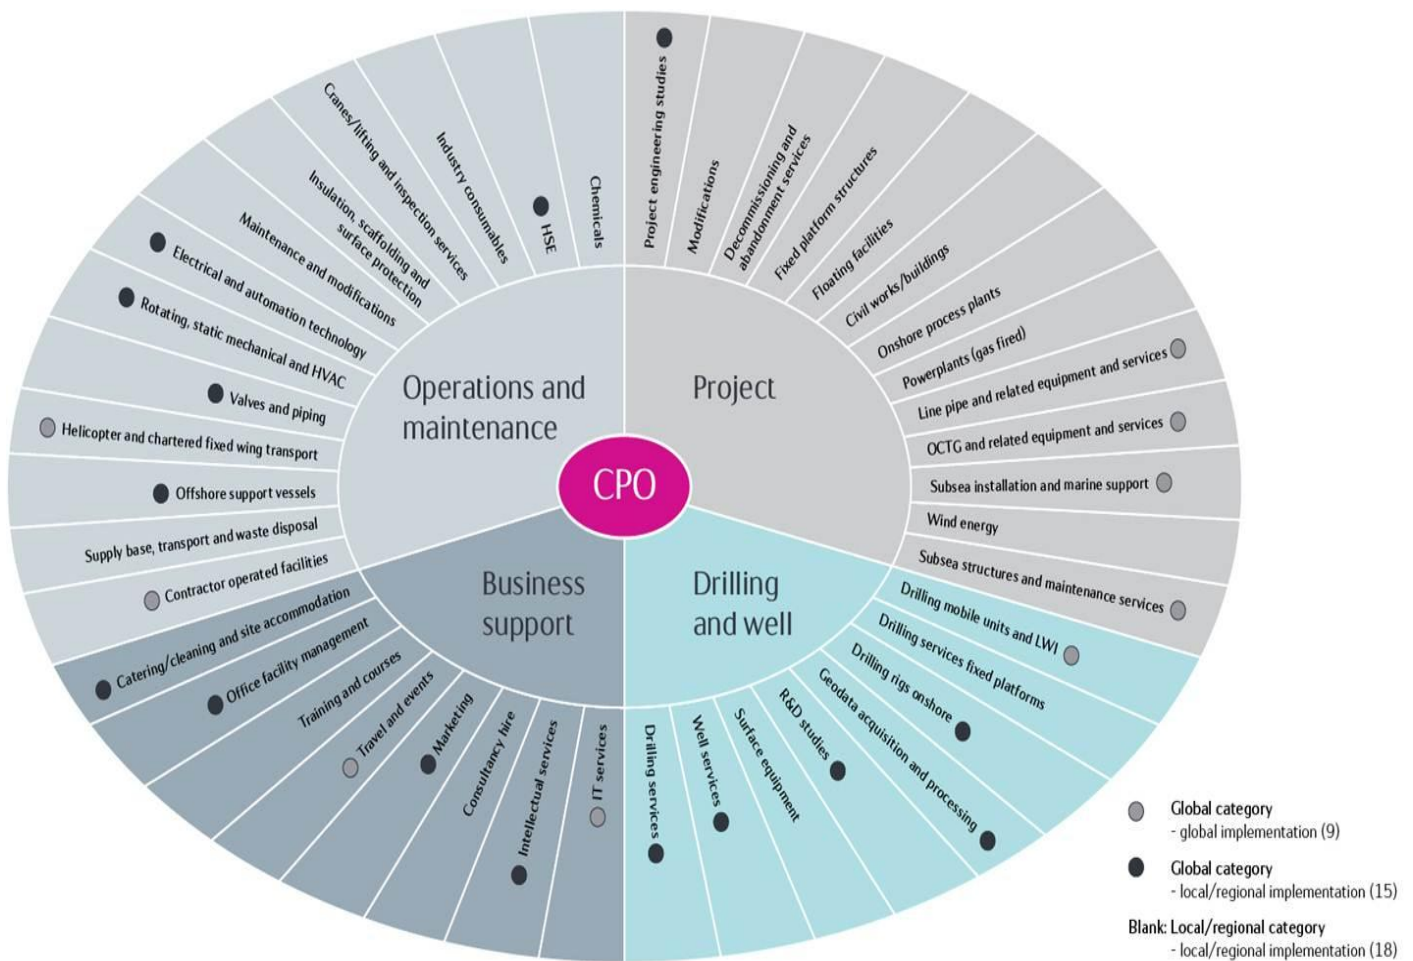 Operations and
maintenance
Project
CPO
Business
support
Drilling
and well
Project engineering studies
Modifications
Decommissioning and
abandonment services
Fixed platform structures
Floating facilities
Civil works/buildings
Onshore process plants
Powerplants (gas fired)
Line pipe and related equipment and services
OCTG and related equipment and services
Subsea installation and marine support
Wind energy
Subsea structures and maintenance services
Drilling mobile units and LWI
Drilling services fixed platforms
Drilling rigs onshore
Geodata acquisition and processing
R&D studies
Surface equipment
Well services
Drilling services
IT services
Intellectual services
Consultancy hire
Marketing
Travel and events
Training and courses
Office facility management
Catering/cleaning and site accommodation
Contractor operated facilities
Supply base, transport and waste disposal
Offshore support vessels
Helicopter and chartered fixed wing transport
Valves and piping
Rotating, static mechanical and HVAC
Electrical and automation technology
Maintenance and modifications
Insulation, scaffolding and
surface protection
Cranes/lifting and inspection services
Industry consumables
HSE
Chemicals
Global category
- global implementation (9)
Global category
- local/regional implementation (15)
Blank: Local/regional category
- local/regional implementation (18)